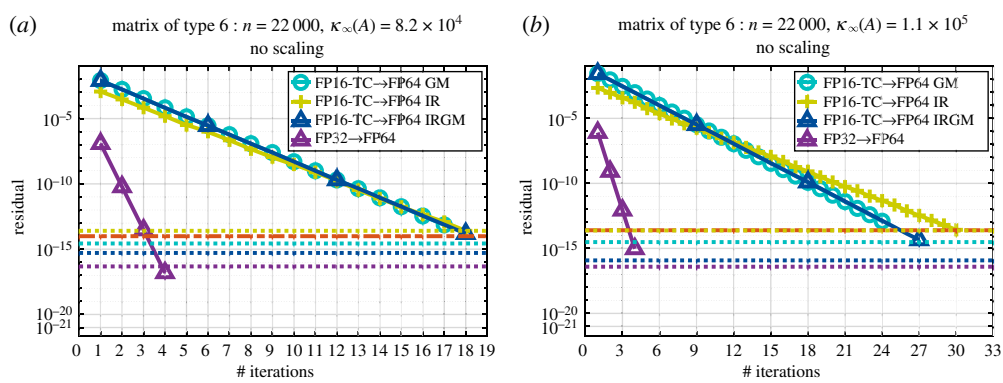 (a)
matrix of type 6 : n = 22 000, κ∞(A) = 8.2 × 10⁴
no scaling
FP16-TC→FP64 GM
FP16-TC→FP64 IR
FP16-TC→FP64 IRGM
FP32→FP64
residual
10⁻⁵
10⁻¹⁰
10⁻¹⁵
10⁻²⁰
10⁻²¹
0 1 2 3 4 5 6 7 8 9 10 11 12 13 14 15 16 17 18 19
# iterations
(b)
matrix of type 6 : n = 22 000, κ∞(A) = 1.1 × 10⁵
no scaling
FP16-TC→FP64 GM
FP16-TC→FP64 IR
FP16-TC→FP64 IRGM
FP32→FP64
residual
10⁻⁵
10⁻¹⁰
10⁻¹⁵
10⁻²⁰
10⁻²¹
0 3 6 9 12 15 18 21 24 27 30 33
# iterations